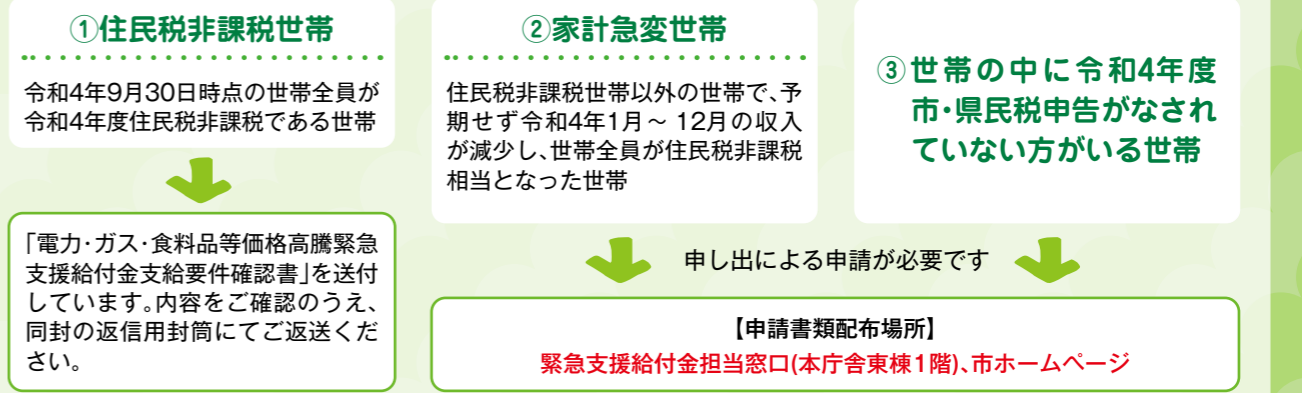 ①住民税非課税世帯
令和4年9月30日時点の世帯全員が
令和4年度住民税非課税である世帯
「電力・ガス・食料品等価格高騰緊急
支援給付金支給要件確認書」を送付
しています。内容をご確認のうえ、
同封の返信用封筒にてご返送くだ
さい。
②家計急変世帯
住民税非課税世帯以外の世帯で、予
期せず令和4年1月～12月の収入
が減少し、世帯全員が住民税非課税
相当となった世帯
③世帯の中に令和4年度
市・県民税申告がなされ
ていない方がいる世帯
申し出による申請が必要です
【申請書類配布場所】
緊急支援給付金担当窓口(本庁舎東棟1階)、市ホームページ